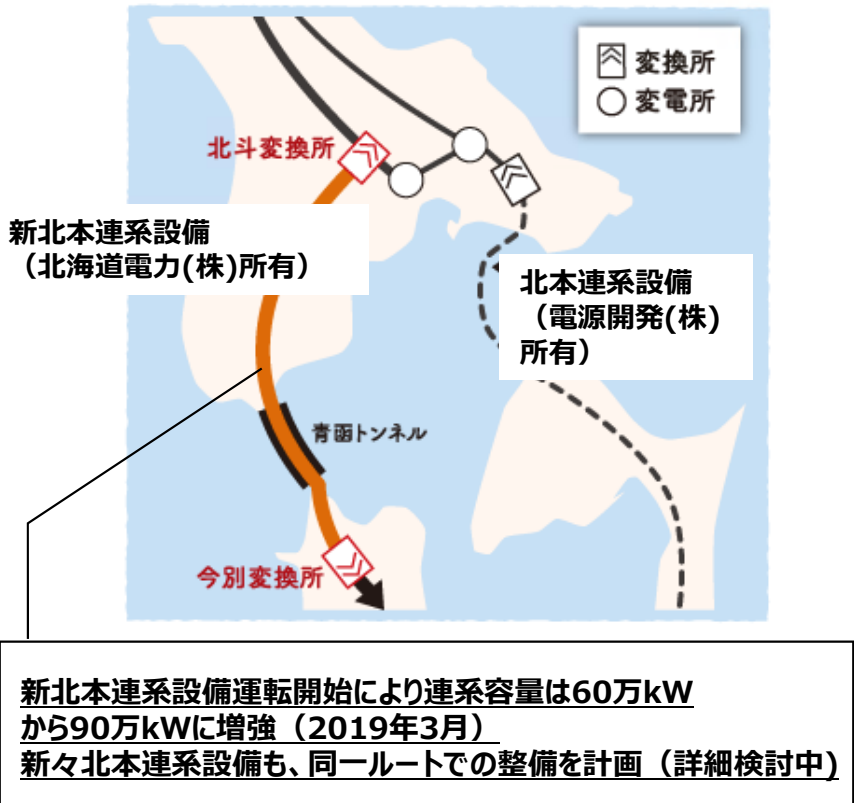 変換所
変電所
北斗変換所
新北本連系設備
（北海道電力(株)所有）
北本連系設備
（電源開発(株)
所有）
青函トンネル
今別変換所
新北本連系設備運転開始により連系容量は60万kW
から90万kWに増強（2019年3月）
新々北本連系設備も、同一ルートでの整備を計画（詳細検討中)